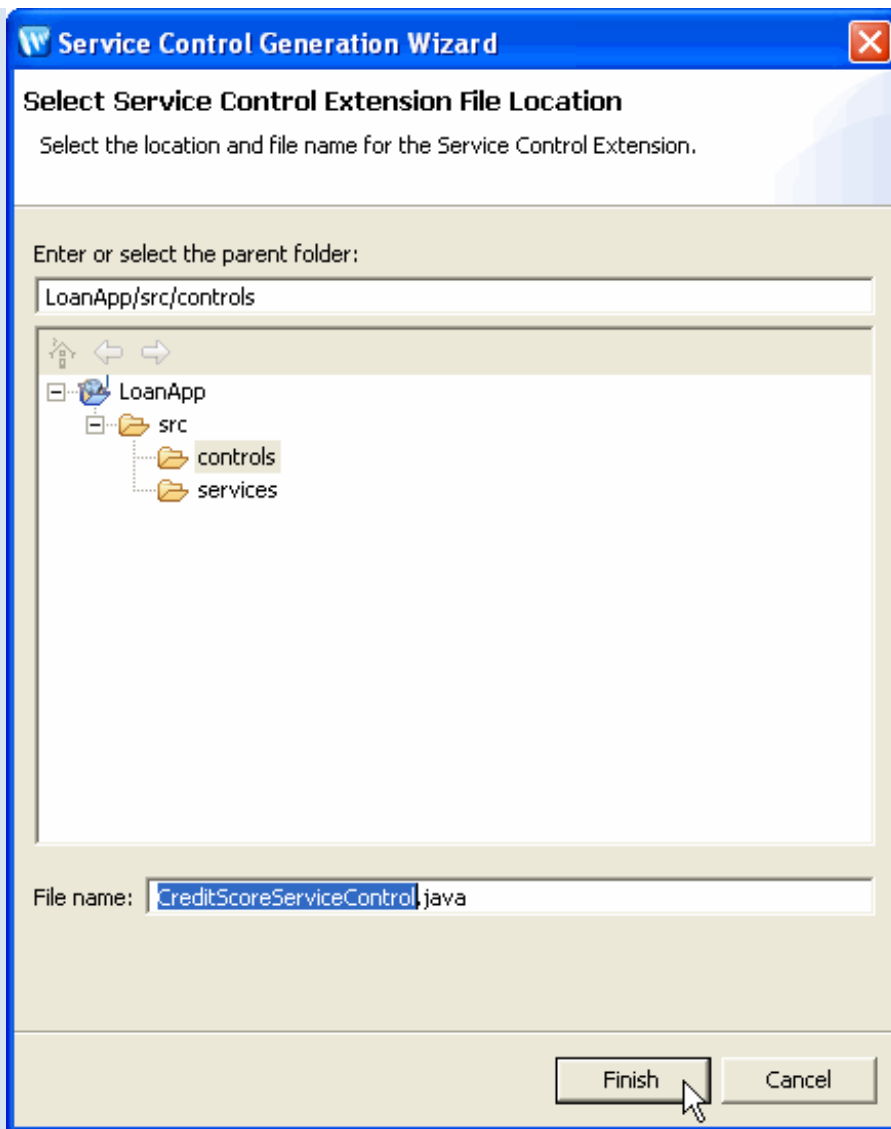 Service Control Generation Wizard
Select Service Control Extension File Location
Select the location and file name for the Service Control Extension.
Enter or select the parent folder:
LoanApp/src/controls
LoanApp
src
controls
services
File name: CreditScoreServiceControl.java
Finish Cancel